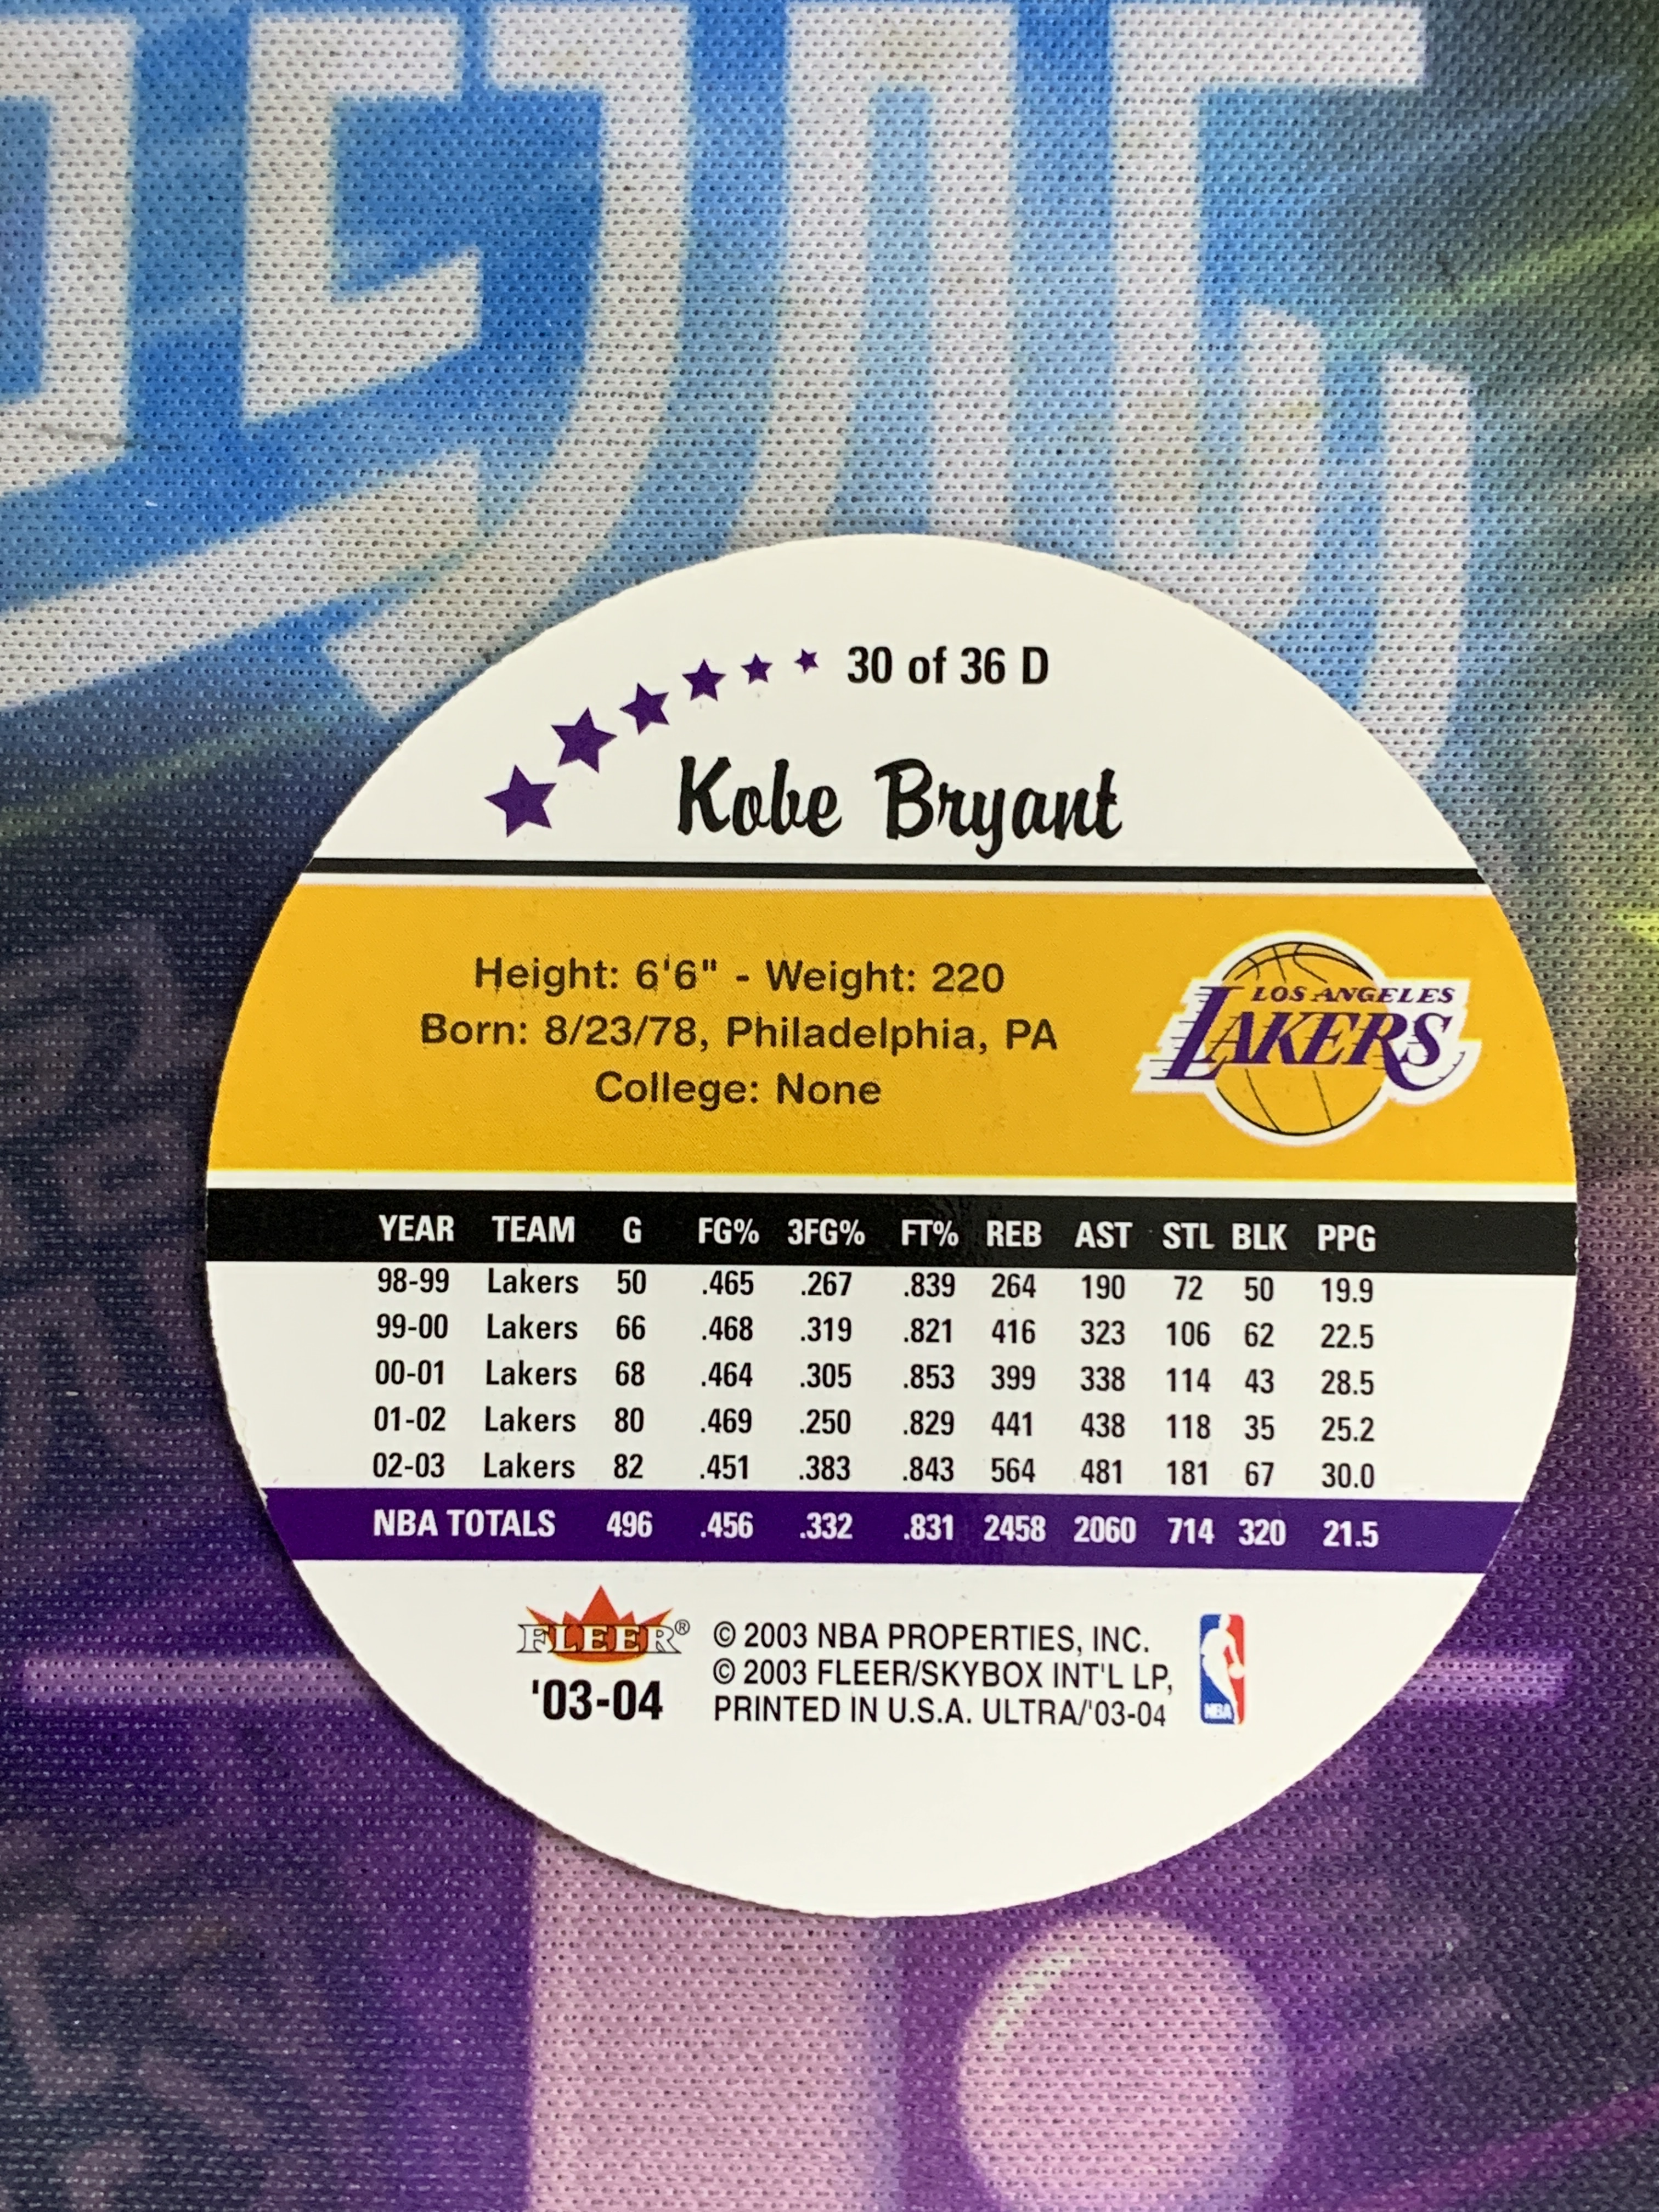 30 of 36 D
Kobe Bryant
Height: 6'6" - Weight: 220
Born: 8/23/78, Philadelphia, PA
College: None
LOS ANGELES
LAKERS
YEAR TEAM G FG% 3FG% FT% REB AST STL BLK PPG
98-99 Lakers 50 .465 .267 .839 264 190 72 50 19.9
99-00 Lakers 66 .468 .319 .821 416 323 106 62 22.5
00-01 Lakers 68 .464 .305 .853 399 338 114 43 28.5
01-02 Lakers 80 .469 .250 .829 441 438 118 35 25.2
02-03 Lakers 82 .451 .383 .843 564 481 181 67 30.0
NBA TOTALS 496 .456 .332 .831 2458 2060 714 320 21.5
FLEER®
'03-04
© 2003 NBA PROPERTIES, INC.
© 2003 FLEER/SKYBOX INT'L LP,
PRINTED IN U.S.A. ULTRA/'03-04
NBA